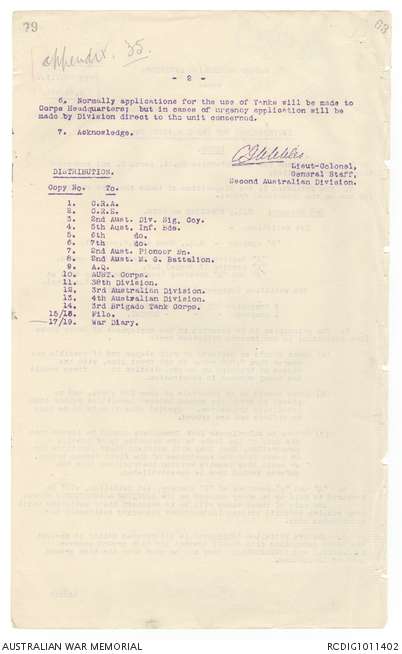 79
appendix. 35.
- 2 -
6. Normally applications for the use of Tanks will be made to
Corps Headquarters; but in cases of urgency application will be
made by Division direct to the unit concerned.
7. Acknowledge.
Lieut-Colonel,
General Staff,
Second Australian Division.
DISTRIBUTION.
Copy No. To.
1. C.R.A.
2. C.R.E.
3. 2nd Aust. Div. Sig. Coy.
4. 5th Aust. Inf. Bde.
5. 6th do.
6. 7th do.
7. 2nd Aust. Pioneer Bn.
8. 2nd Aust. M. G. Battalion.
9. A.Q.
10. AUST. Corps.
11. 38th Division.
12. 3rd Australian Division.
13. 4th Australian Division.
14. 3rd Brigade Tank Corps.
15/16. File.
17/19. War Diary.
AUSTRALIAN WAR MEMORIAL
RCDIG1011402